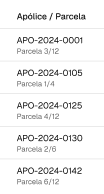 Apólice / Parcela
APO-2024-0001
Parcela 3/12
APO-2024-0105
Parcela 1/4
APO-2024-0125
Parcela 4/12
APO-2024-0130
Parcela 2/6
APO-2024-0142
Parcela 6/12